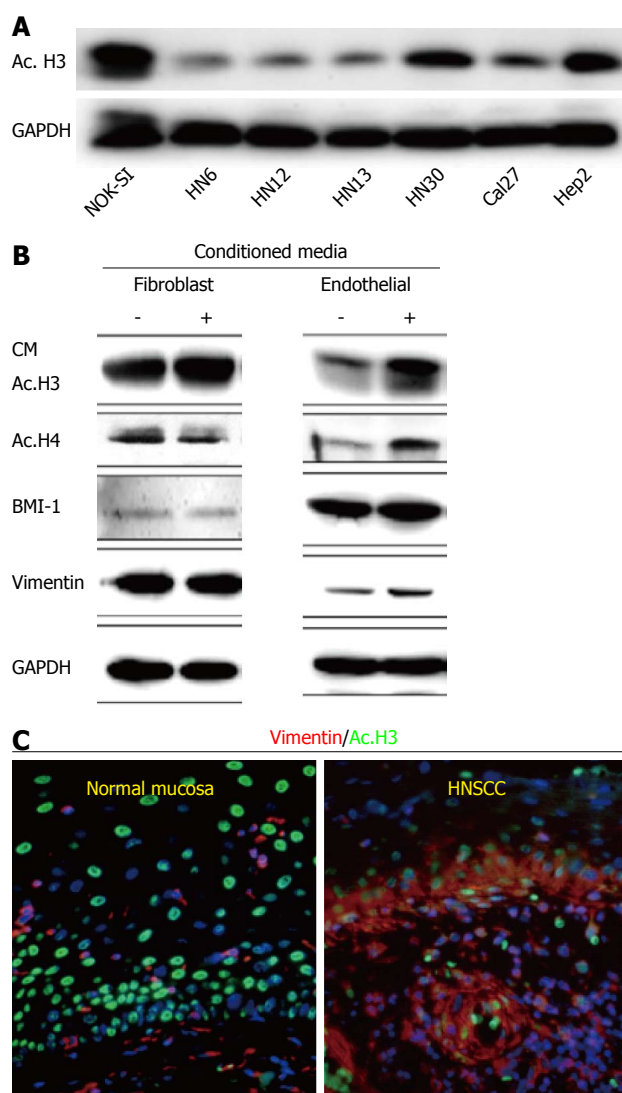 A
Ac. H3
GAPDH
NOK-SI HN6 HN12 HN13 HN30 Cal27 Hep2
B
Conditioned media
Fibroblast Endothelial
- + - +
CM
Ac.H3
Ac.H4
BMI-1
Vimentin
GAPDH
C
Vimentin/Ac.H3
Normal mucosa HNSCC